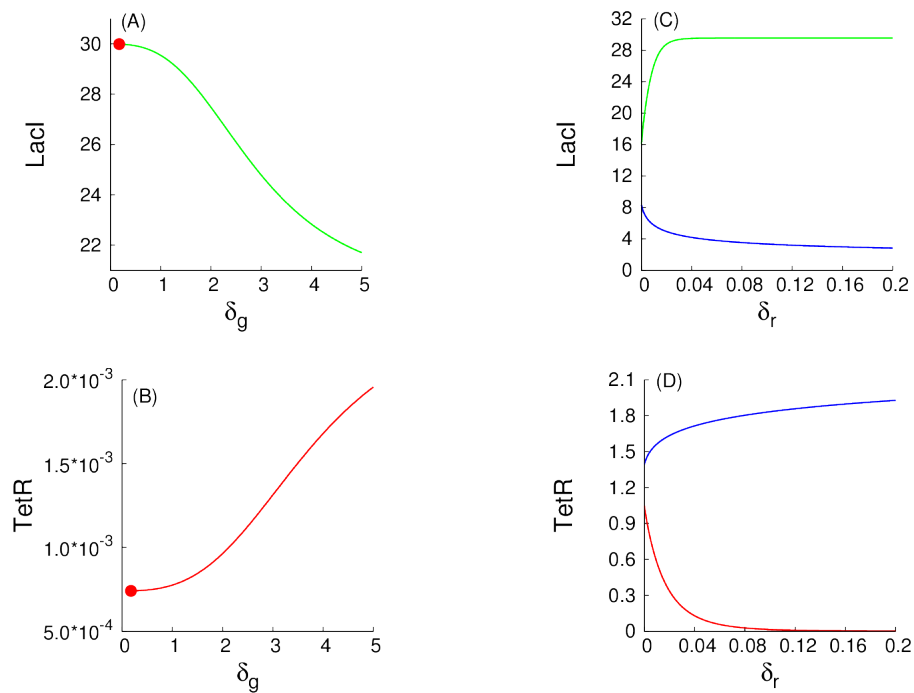 (A)
30
28
26
24
22
LacI
0 1 2 3 4 5
δg
(C)
32
28
24
20
16
12
8
4
0
LacI
0 0.04 0.08 0.12 0.16 0.2
δr
(B)
2.0*10-3
1.5*10-3
1.0*10-3
5.0*10-4
TetR
0 1 2 3 4 5
δg
(D)
2.1
1.8
1.5
1.2
0.9
0.6
0.3
0
TetR
0 0.04 0.08 0.12 0.16 0.2
δr